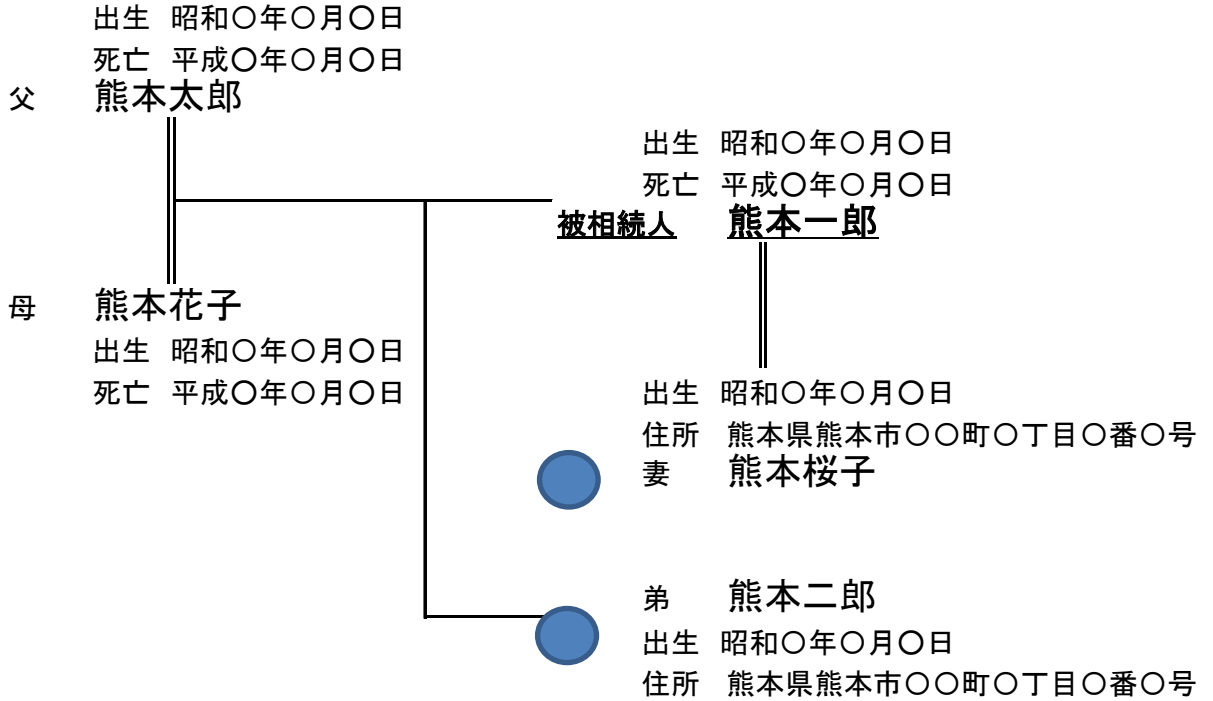 出生 昭和〇年〇月〇日
死亡 平成〇年〇月〇日
父 熊本太郎
出生 昭和〇年〇月〇日
死亡 平成〇年〇月〇日
被相続人 熊本一郎
母 熊本花子
出生 昭和〇年〇月〇日
死亡 平成〇年〇月〇日
出生 昭和〇年〇月〇日
住所 熊本県熊本市〇〇町〇丁目〇番〇号
妻 熊本桜子
弟 熊本二郎
出生 昭和〇年〇月〇日
住所 熊本県熊本市〇〇町〇丁目〇番〇号